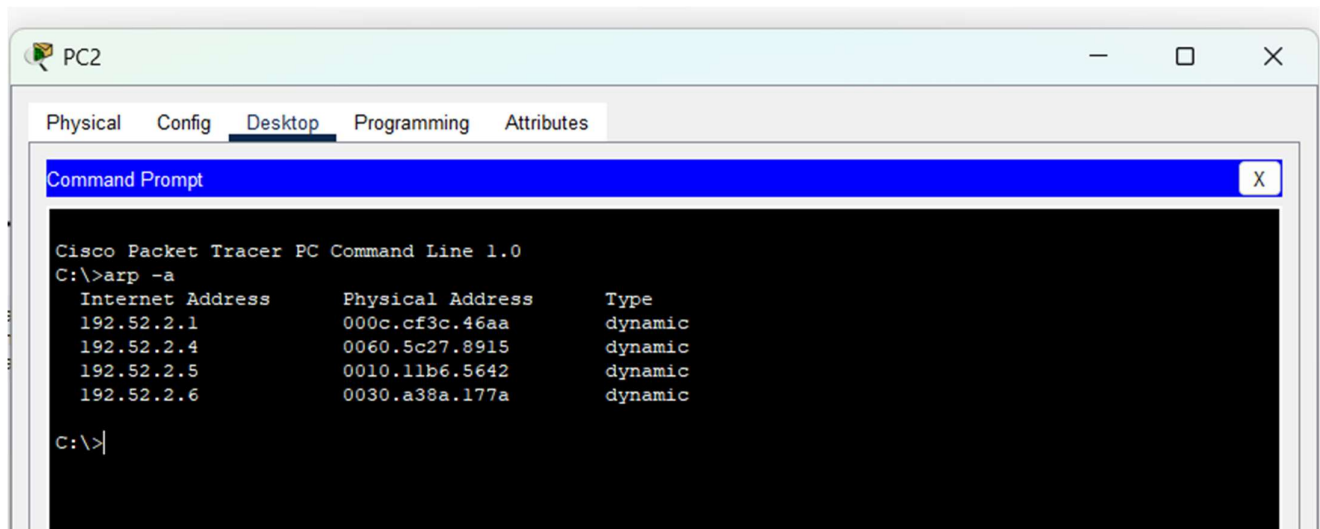 PC2
Physical Config Desktop Programming Attributes
Command Prompt X
Cisco Packet Tracer PC Command Line 1.0
C:\>arp -a
Internet Address Physical Address Type
192.52.2.1 000c.cf3c.46aa dynamic
192.52.2.4 0060.5c27.8915 dynamic
192.52.2.5 0010.11b6.5642 dynamic
192.52.2.6 0030.a38a.177a dynamic
C:\>